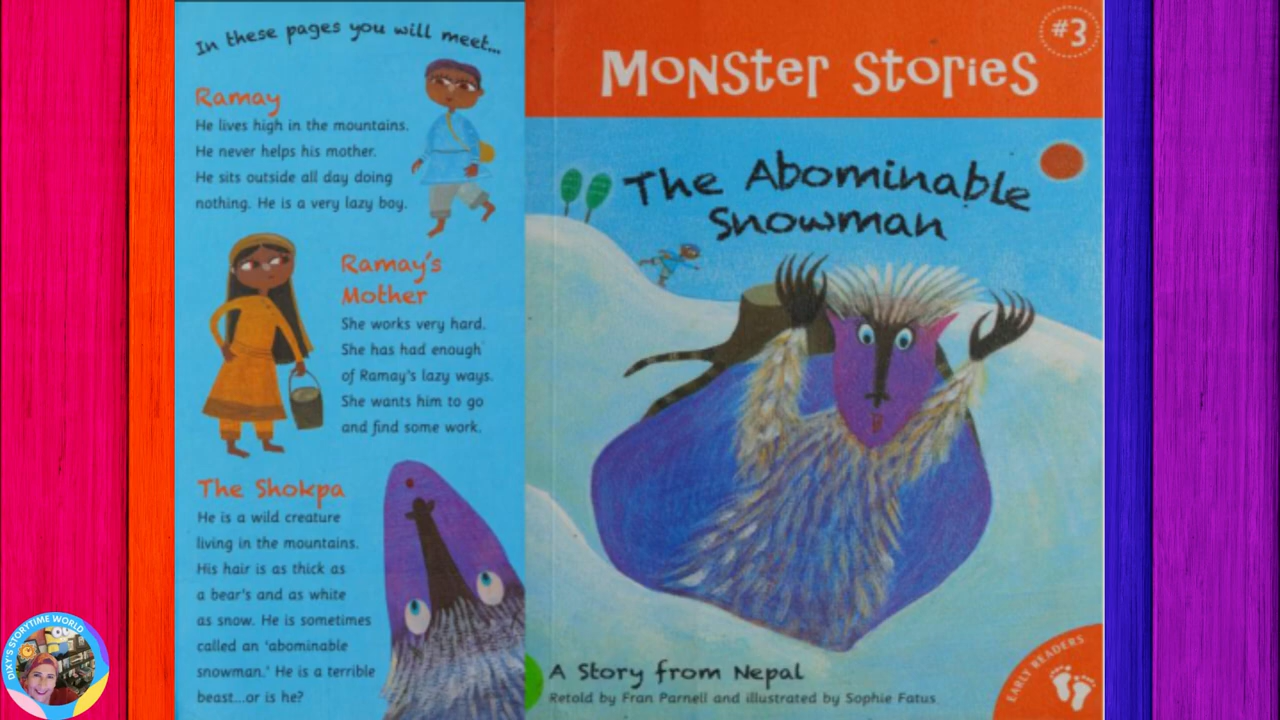 In these pages you will meet...
Ramay
He lives high in the mountains.
He never helps his mother.
He sits outside all day doing
nothing. He is a very lazy boy.
Ramay's
Mother
She works very hard.
She has had enough
of Ramay's lazy ways.
She wants him to go
and find some work.
The Shokpa
He is a wild creature
living in the mountains.
His hair is as thick as
a bear's and as white
as snow. He is sometimes
called an 'abominable
snowman.' He is a terrible
beast...or is he?
#3
Monster Stories
The Abominable
Snowman
A Story from Nepal
Retold by Fran Parnell and illustrated by Sophie Fatus
EARLY READERS
DIXY'S STORYTIME WORLD